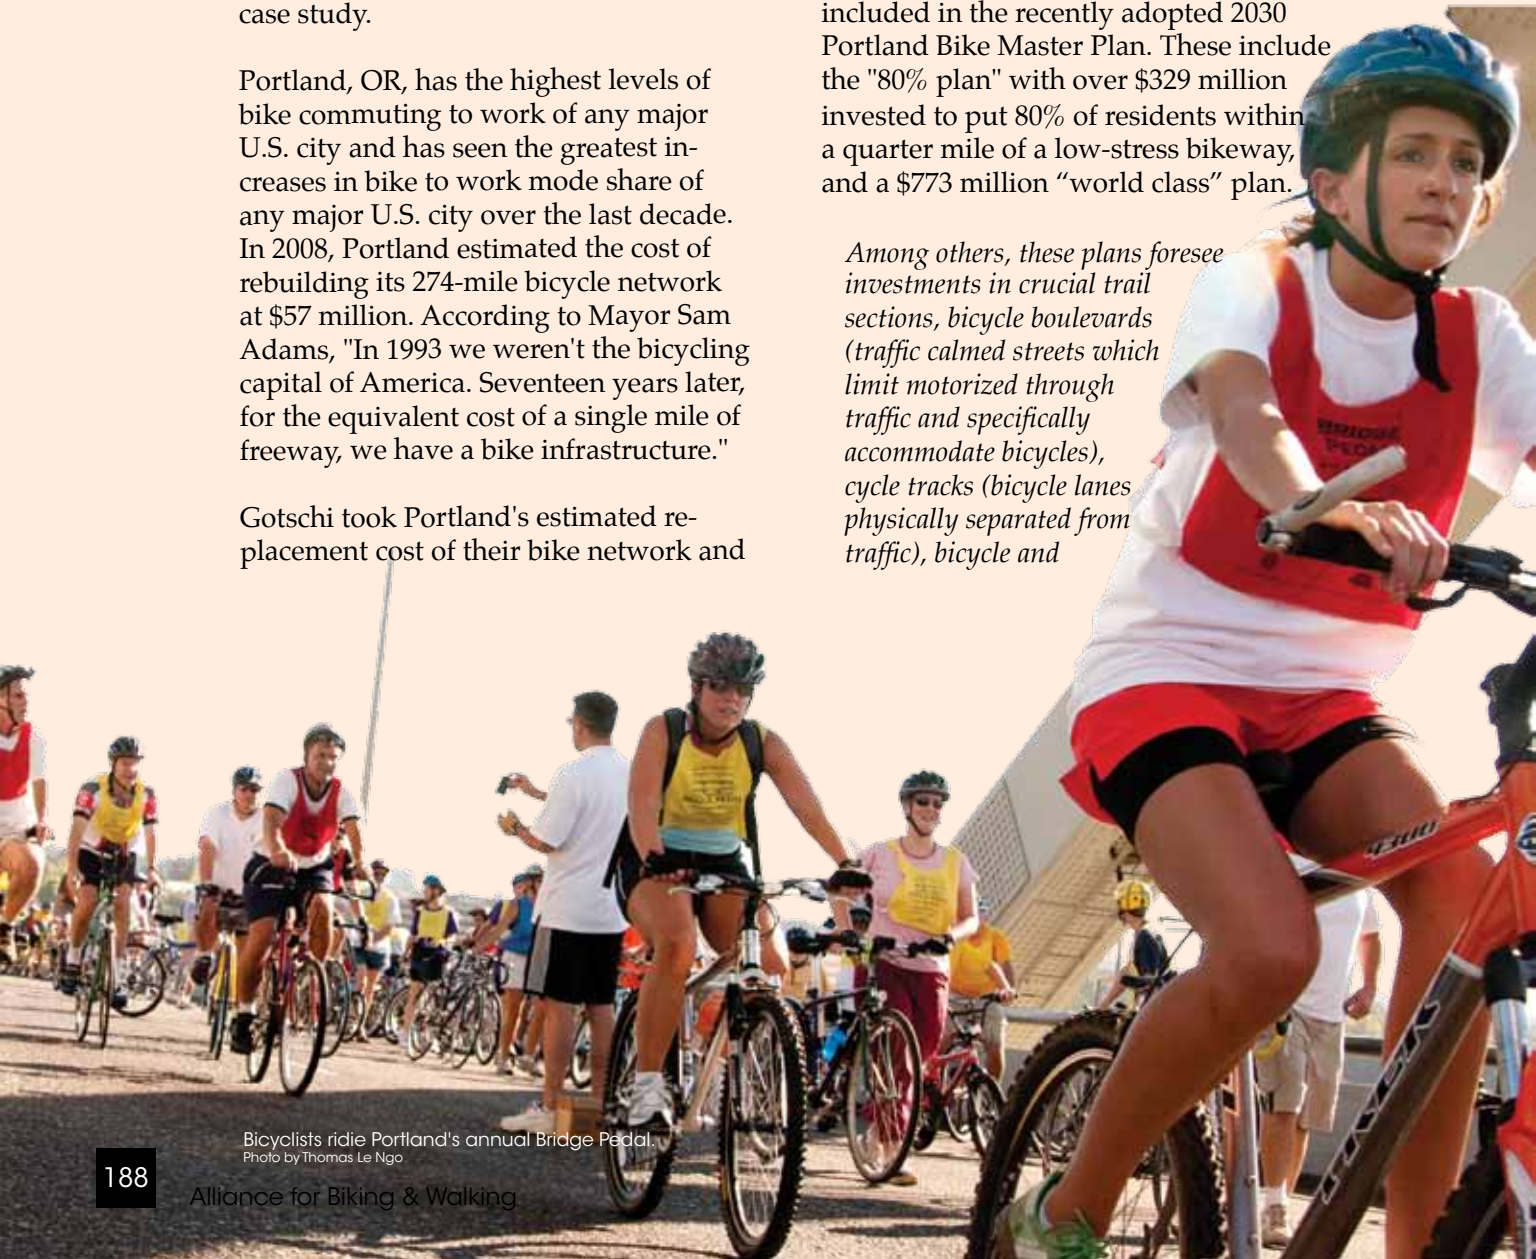 case study.
Portland, OR, has the highest levels of
bike commuting to work of any major
U.S. city and has seen the greatest in-
creases in bike to work mode share of
any major U.S. city over the last decade.
In 2008, Portland estimated the cost of
rebuilding its 274-mile bicycle network
at $57 million. According to Mayor Sam
Adams, "In 1993 we weren't the bicycling
capital of America. Seventeen years later,
for the equivalent cost of a single mile of
freeway, we have a bike infrastructure."
Gotschi took Portland's estimated re-
placement cost of their bike network and
included in the recently adopted 2030
Portland Bike Master Plan. These include
the "80% plan" with over $329 million
invested to put 80% of residents within
a quarter mile of a low-stress bikeway,
and a $773 million “world class” plan.
Among others, these plans foresee
investments in crucial trail
sections, bicycle boulevards
(traffic calmed streets which
limit motorized through
traffic and specifically
accommodate bicycles),
cycle tracks (bicycle lanes
physically separated from
traffic), bicycle and
BRIDGE
PEDAL
Bicyclists ridie Portland's annual Bridge Pedal.
Photo by Thomas Le Ngo
188
Alliance for Biking & Walking